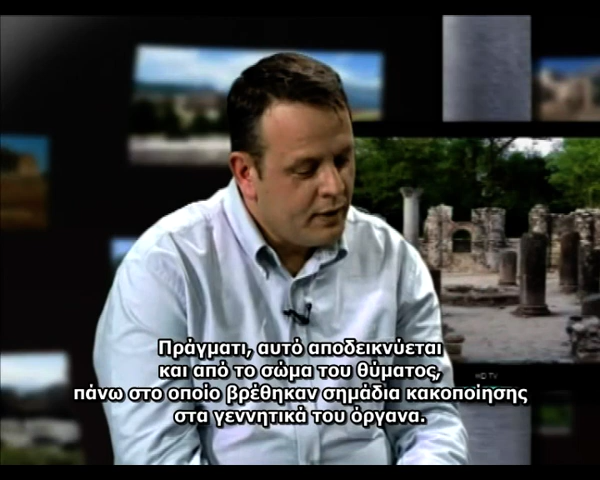 Πράγματι, αυτό αποδεικνύεται
και από το σώμα του θύματος,
πάνω στο οποίο βρέθηκαν σημάδια κακοποίησης
στα γεννητικά του όργανα.